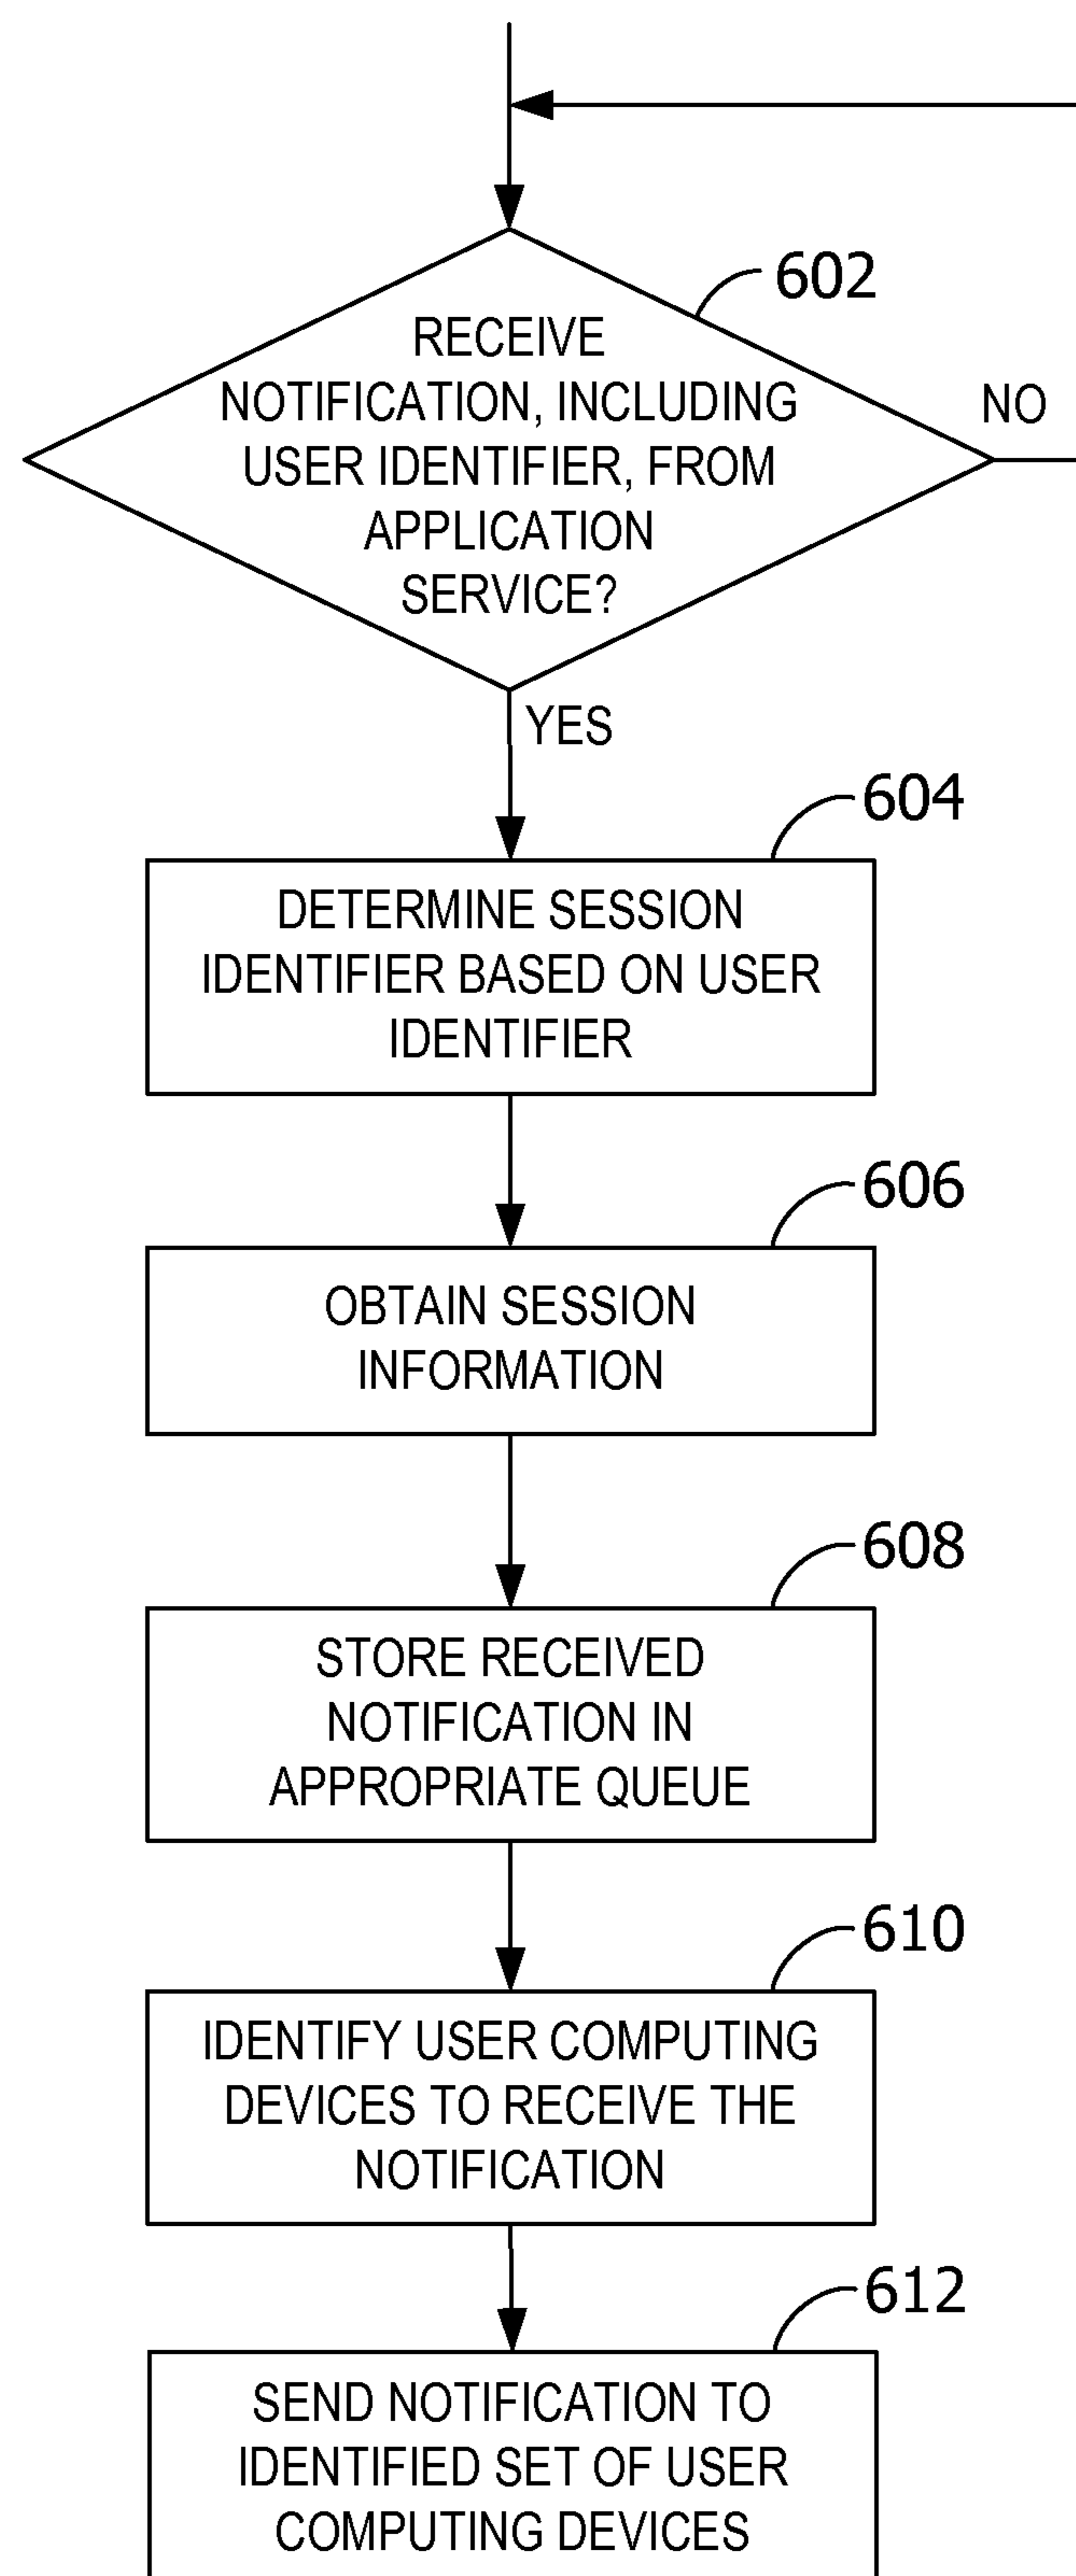 602
RECEIVE
NOTIFICATION, INCLUDING
USER IDENTIFIER, FROM
APPLICATION
SERVICE?
NO
YES
604
DETERMINE SESSION
IDENTIFIER BASED ON USER
IDENTIFIER
606
OBTAIN SESSION
INFORMATION
608
STORE RECEIVED
NOTIFICATION IN
APPROPRIATE QUEUE
610
IDENTIFY USER COMPUTING
DEVICES TO RECEIVE THE
NOTIFICATION
612
SEND NOTIFICATION TO
IDENTIFIED SET OF USER
COMPUTING DEVICES